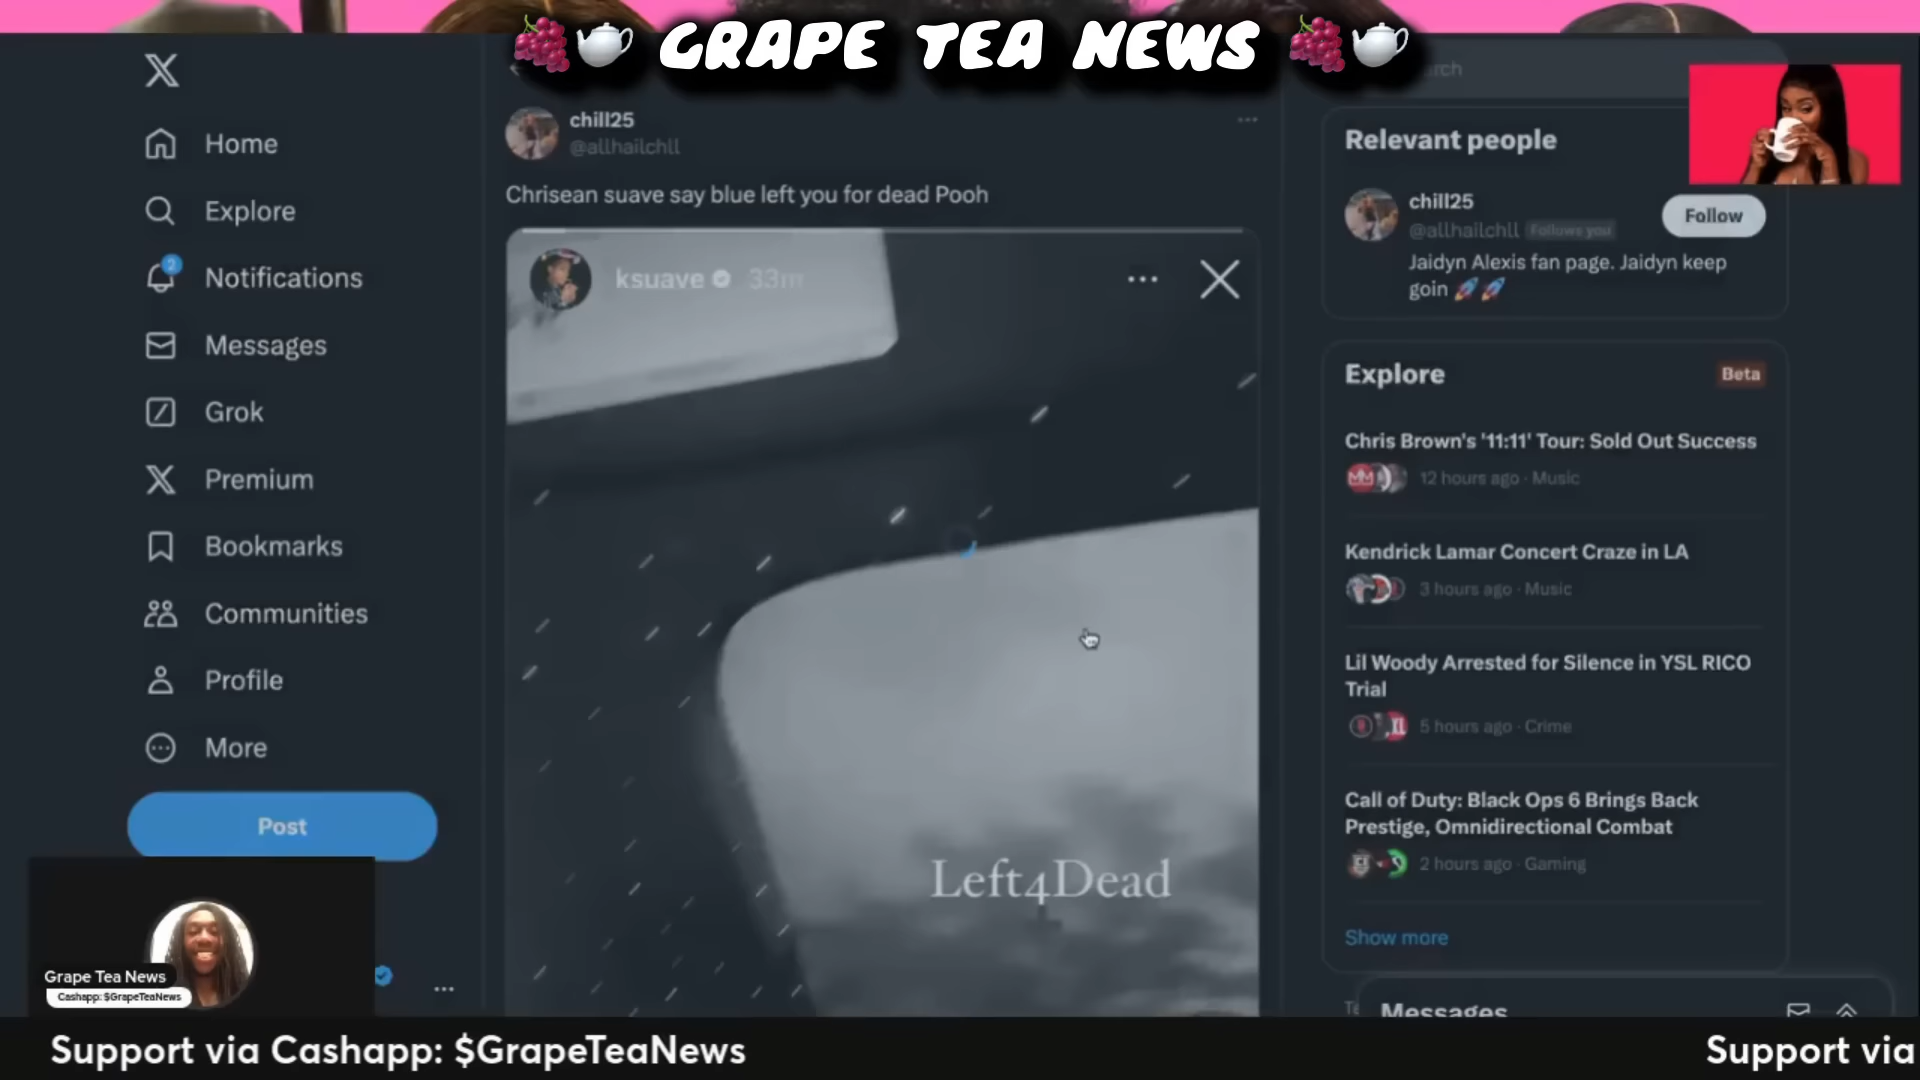 GRAPE TEA NEWS
Home
Explore
Notifications
2
Messages
Grok
Premium
Bookmarks
Communities
Profile
More
Post
chill25
@allhailchll
Chrisean suave say blue left you for dead Pooh
ksuave 33m
Left4Dead
arch
Relevant people
chill25
@allhailchll Follows you
Follow
Jaidyn Alexis fan page. Jaidyn keep
goin 🚀🚀
Explore
Beta
Chris Brown's '11:11' Tour: Sold Out Success
12 hours ago · Music
Kendrick Lamar Concert Craze in LA
3 hours ago · Music
Lil Woody Arrested for Silence in YSL RICO
Trial
5 hours ago · Crime
Call of Duty: Black Ops 6 Brings Back
Prestige, Omnidirectional Combat
2 hours ago · Gaming
Show more
Messages
Grape Tea News
Cashapp: $GrapeTeaNews
Support via Cashapp: $GrapeTeaNews
Support via